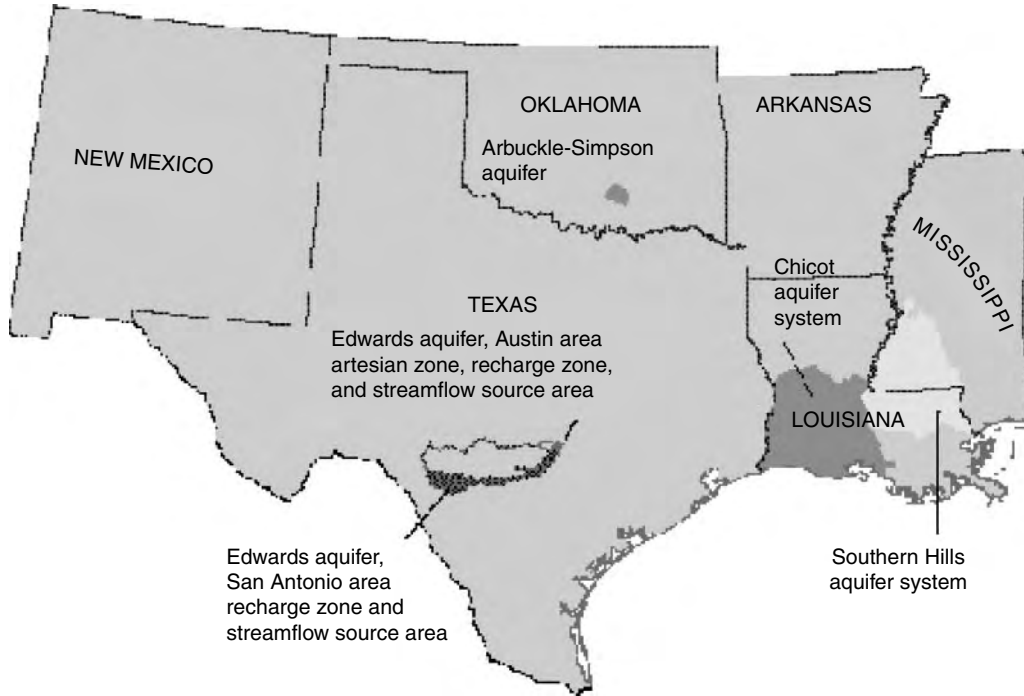 OKLAHOMA
ARKANSAS
Arbuckle-Simpson
aquifer
NEW MEXICO
MISSISSIPPI
Chicot
aquifer
system
TEXAS
Edwards aquifer, Austin area
artesian zone, recharge zone,
and streamflow source area
LOUISIANA
Edwards aquifer,
San Antonio area
recharge zone and
streamflow source area
Southern Hills
aquifer system